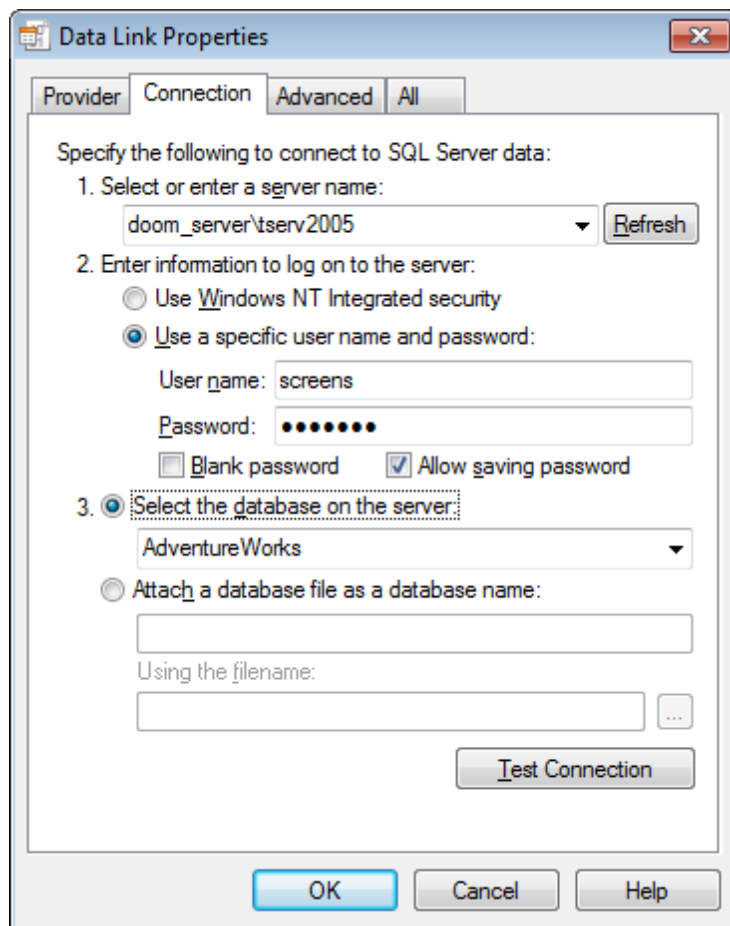 Data Link Properties
Provider Connection Advanced All
Specify the following to connect to SQL Server data:
1. Select or enter a server name:
doom_server\tserv2005 Refresh
2. Enter information to log on to the server:
Use Windows NT Integrated security
Use a specific user name and password:
User name: screens
Password: •••••••
Blank password Allow saving password
3. Select the database on the server:
AdventureWorks
Attach a database file as a database name:
Using the filename:
...
Test Connection
OK Cancel Help